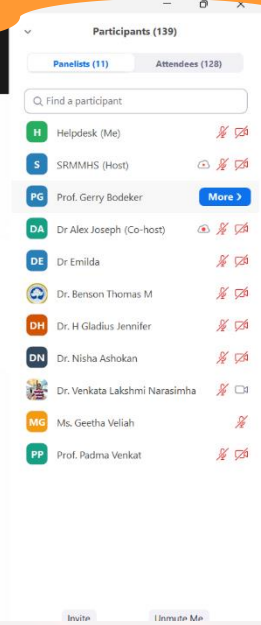 Participants (139)
Panelists (11) Attendees (128)
Find a participant
H Helpdesk (Me)
S SRMMHS (Host)
PG Prof. Gerry Bodeker More >
DA Dr Alex Joseph (Co-host)
DE Dr Emilda
Dr. Benson Thomas M
DH Dr. H Gladius Jennifer
DN Dr. Nisha Ashokan
Dr. Venkata Lakshmi Narasimha
MG Ms. Geetha Veliah
PP Prof. Padma Venkat
Invite Unmute Me